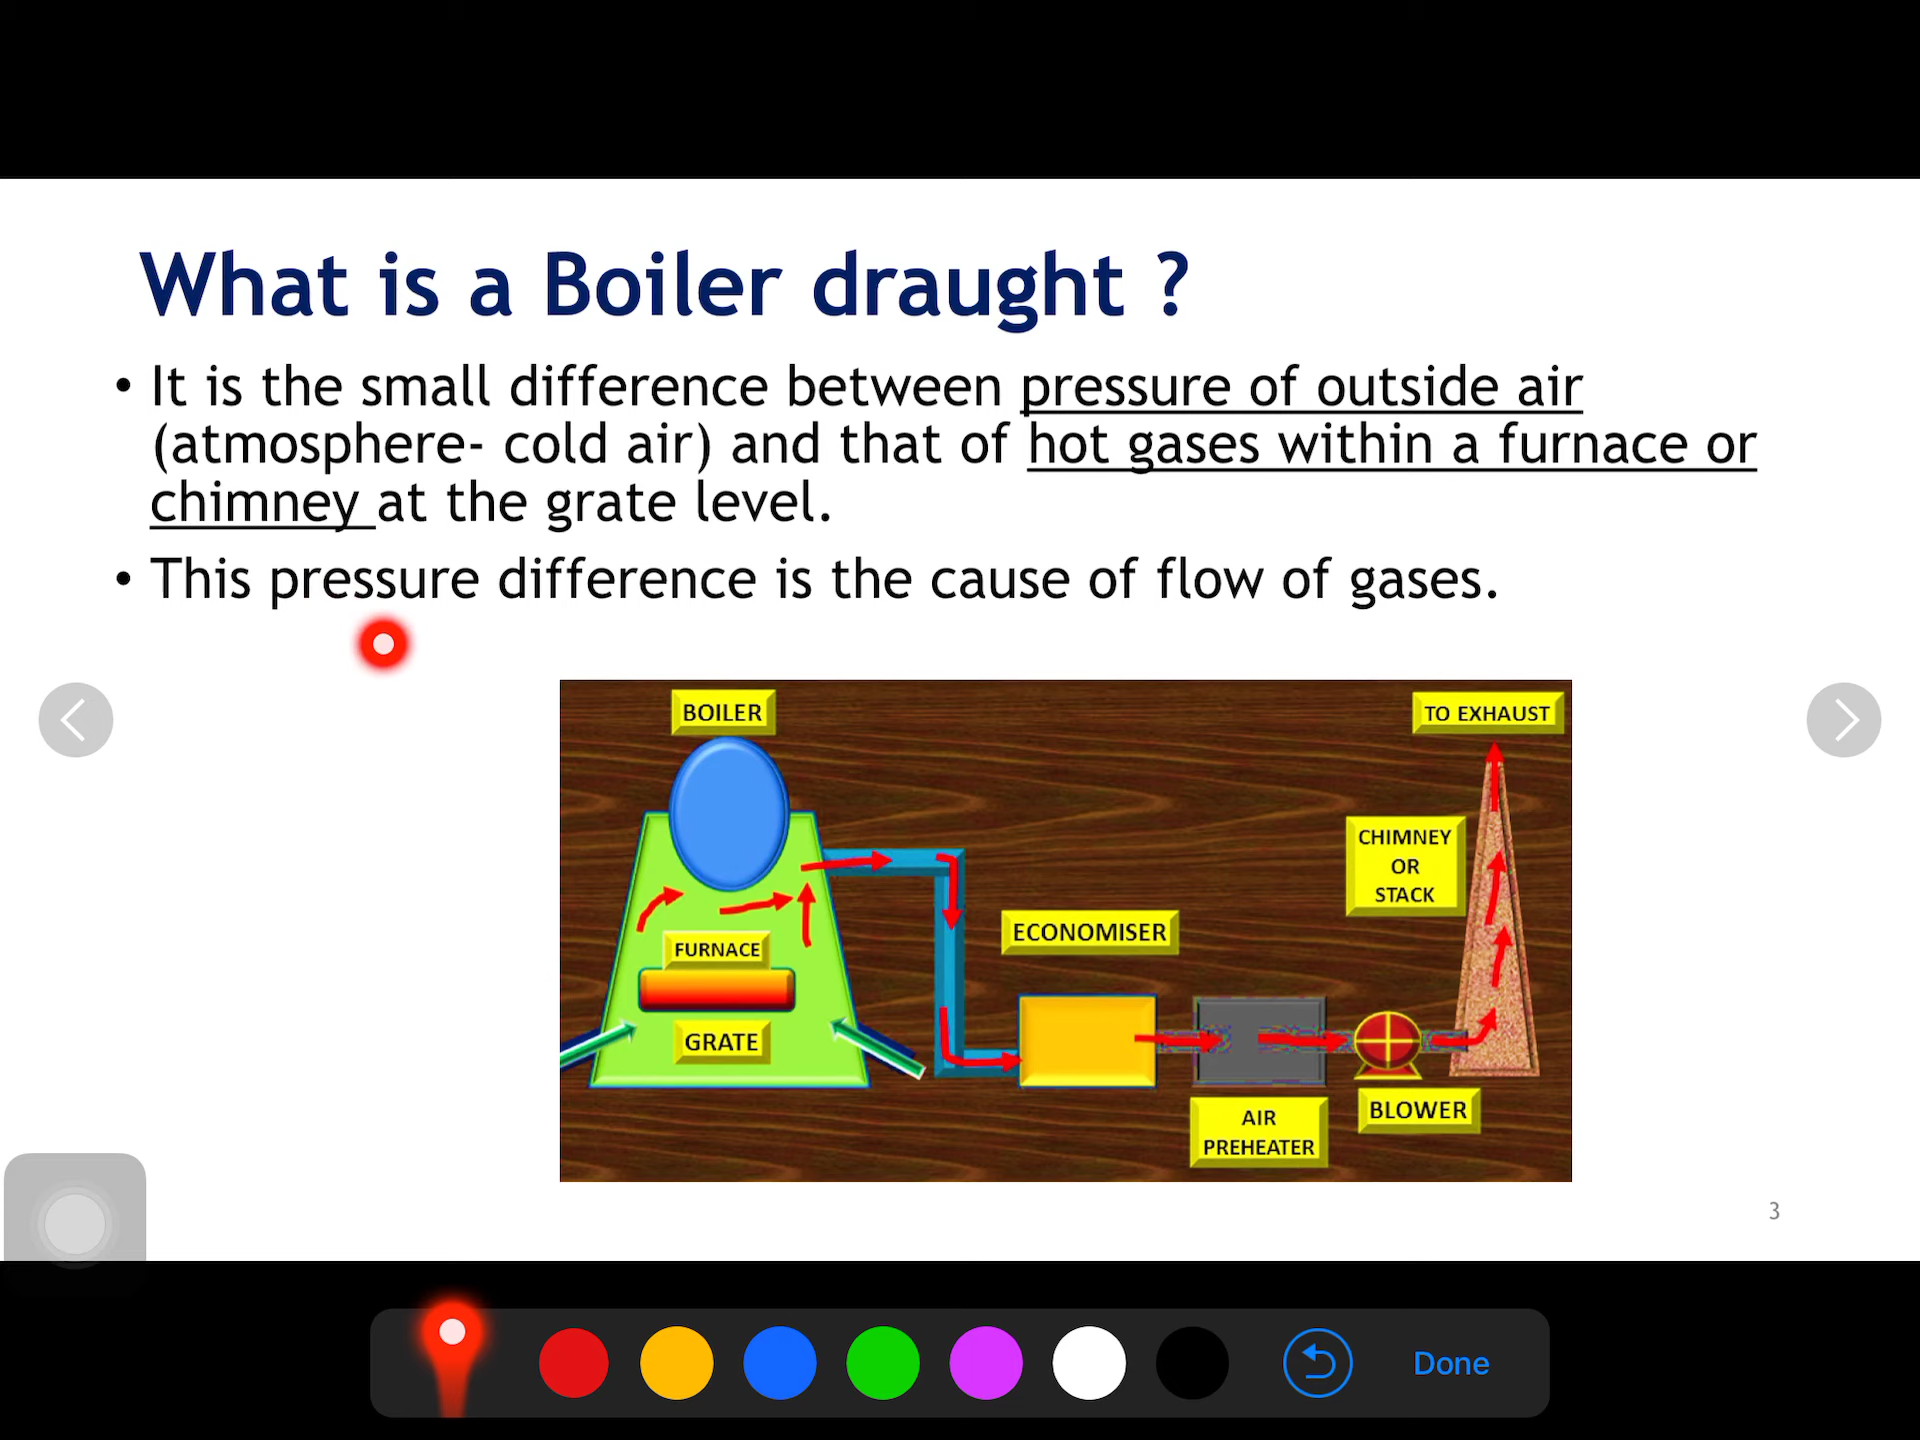 What is a Boiler draught ?
• It is the small difference between pressure of outside air
(atmosphere- cold air) and that of hot gases within a furnace or
chimney at the grate level.
• This pressure difference is the cause of flow of gases.
BOILER
TO EXHAUST
CHIMNEY
OR
STACK
ECONOMISER
FURNACE
GRATE
AIR
PREHEATER
BLOWER
3
Done